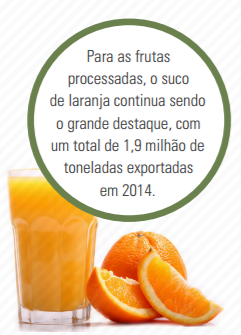 Para as frutas
processadas, o suco
de laranja continua sendo
o grande destaque, com
um total de 1,9 milhão de
toneladas exportadas
em 2014.